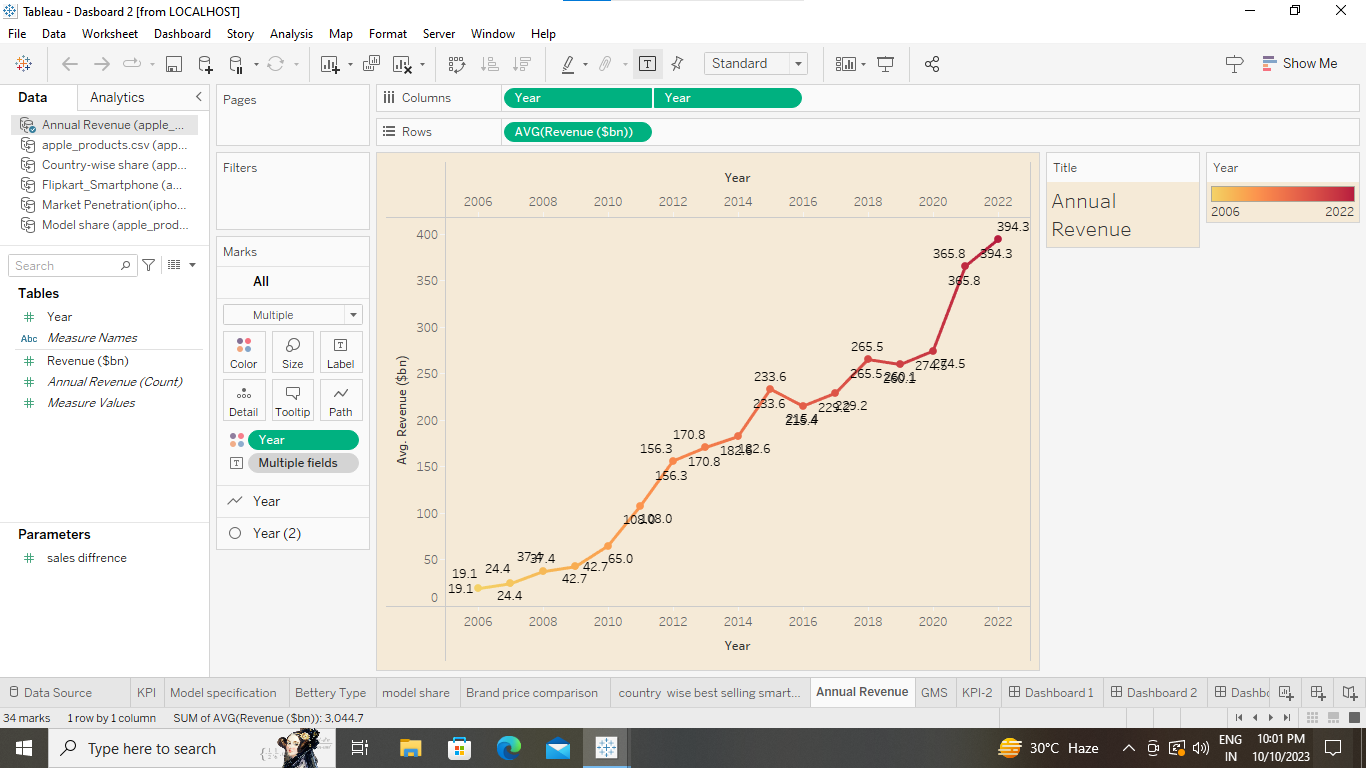 Tableau - Dasboard 2 [from LOCALHOST]
File Data Worksheet Dashboard Story Analysis Map Format Server Window Help
Standard
Show Me
Data Analytics
Annual Revenue (apple_...
apple_products.csv (app...
Country-wise share (app...
Flipkart_Smartphone (a...
Market Penetration(ipho...
Model share (apple_prod...
Search
Tables
Year
Abc Measure Names
Revenue ($bn)
Annual Revenue (Count)
Measure Values
Parameters
sales diffrence
Pages
Filters
Marks
All
Multiple
Color Size Label
Detail Tooltip Path
Year
Multiple fields
Year
Year (2)
Columns Year Year
Rows AVG(Revenue ($bn))
Year
2006 2008 2010 2012 2014 2016 2018 2020 2022
400
350
300
250
200
150
100
50
0
Avg. Revenue ($bn)
19.1
19.1
24.4
24.4
37.4
37.4
42.7
42.7
65.0
108.0
108.0
156.3
156.3
170.8
170.8
182.6
182.6
233.6
233.6
215.4
215.4
229.2
229.2
265.5
265.5
260.1
260.1
274.5
274.5
365.8
365.8
394.3
394.3
2006 2008 2010 2012 2014 2016 2018 2020 2022
Year
Title
Annual
Revenue
Year
2006 2022
Data Source KPI Model specification Bettery Type model share Brand price comparison country wise best selling smart... Annual Revenue GMS KPI-2 Dashboard 1 Dashboard 2 Dashbo
34 marks 1 row by 1 column SUM of AVG(Revenue ($bn)): 3,044.7
Type here to search
30°C Haze
ENG
IN
10:01 PM
10/10/2023